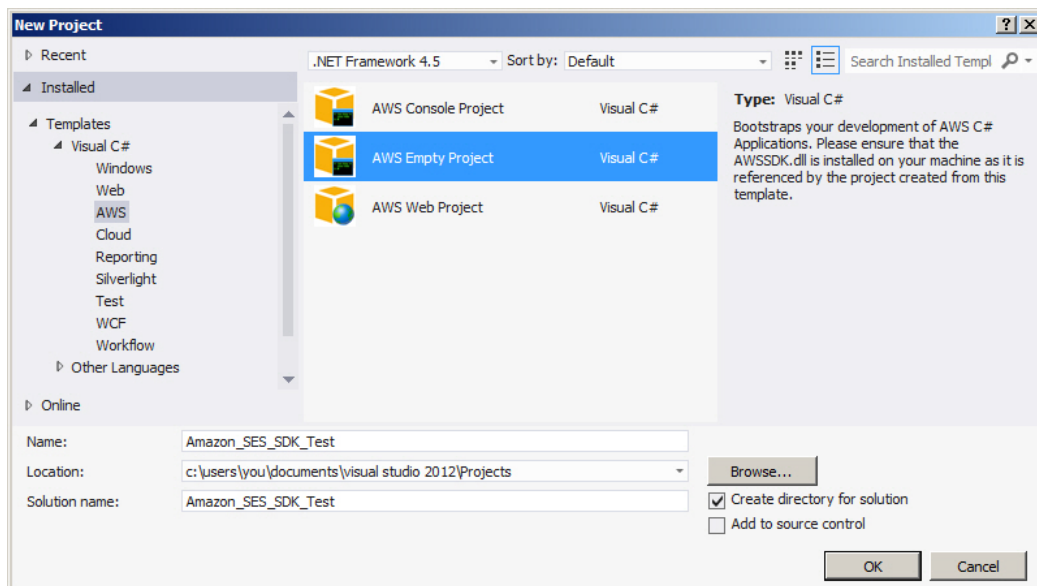 New Project
Recent
.NET Framework 4.5
Sort by: Default
Search Installed Templ
Installed
Templates
Visual C#
Windows
Web
AWS
Cloud
Reporting
Silverlight
Test
WCF
Workflow
Other Languages
Online
AWS Console Project Visual C#
AWS Empty Project Visual C#
AWS Web Project Visual C#
Type: Visual C#
Bootstraps your development of AWS C#
Applications. Please ensure that the
AWSSDK.dll is installed on your machine as it is
referenced by the project created from this
template.
Name: Amazon_SES_SDK_Test
Location: c:\users\you\documents\visual studio 2012\Projects
Browse...
Solution name: Amazon_SES_SDK_Test
Create directory for solution
Add to source control
OK
Cancel